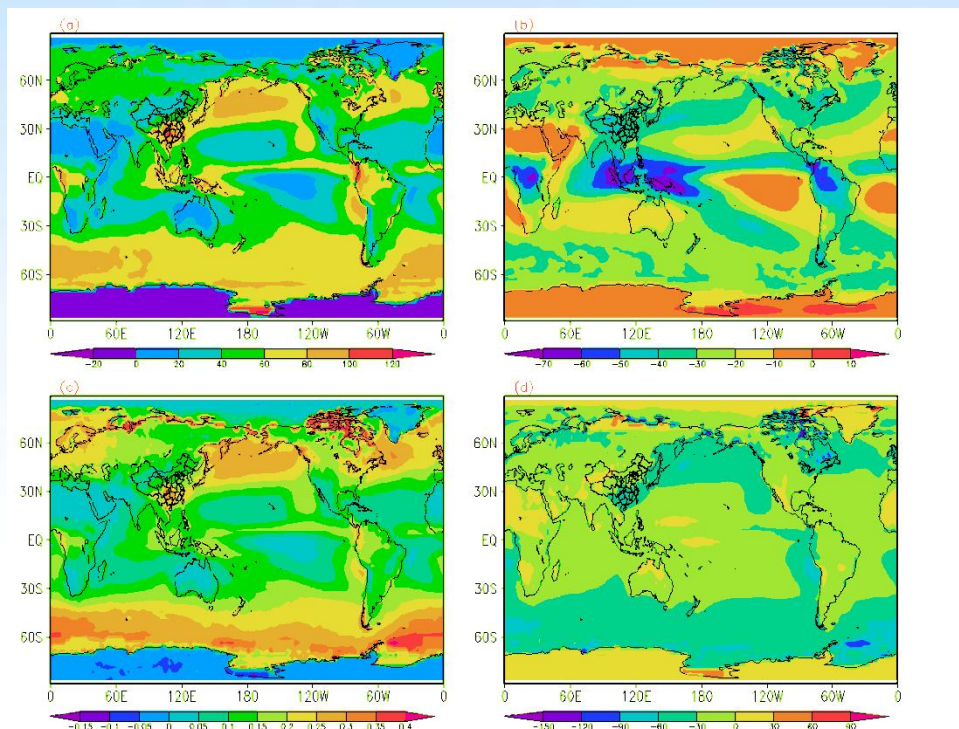 (a)
(b)
60N
30N
EQ
30S
60S
60N
30N
EQ
30S
60S
0 60E 120E 180 120W 60W 0
0 60E 120E 180 120W 60W 0
-20 0 20 40 60 80 100 120
-70 -60 -50 -40 -30 -20 -10 0 10
(c)
(d)
60N
30N
EQ
30S
60S
60N
30N
EQ
30S
60S
0 60E 120E 180 120W 60W 0
0 60E 120E 180 120W 60W 0
-0.15 -0.1 -0.05 0 0.05 0.1 0.15 0.2 0.25 0.3 0.35 0.4
-150 -120 -90 -60 -30 0 30 60 90